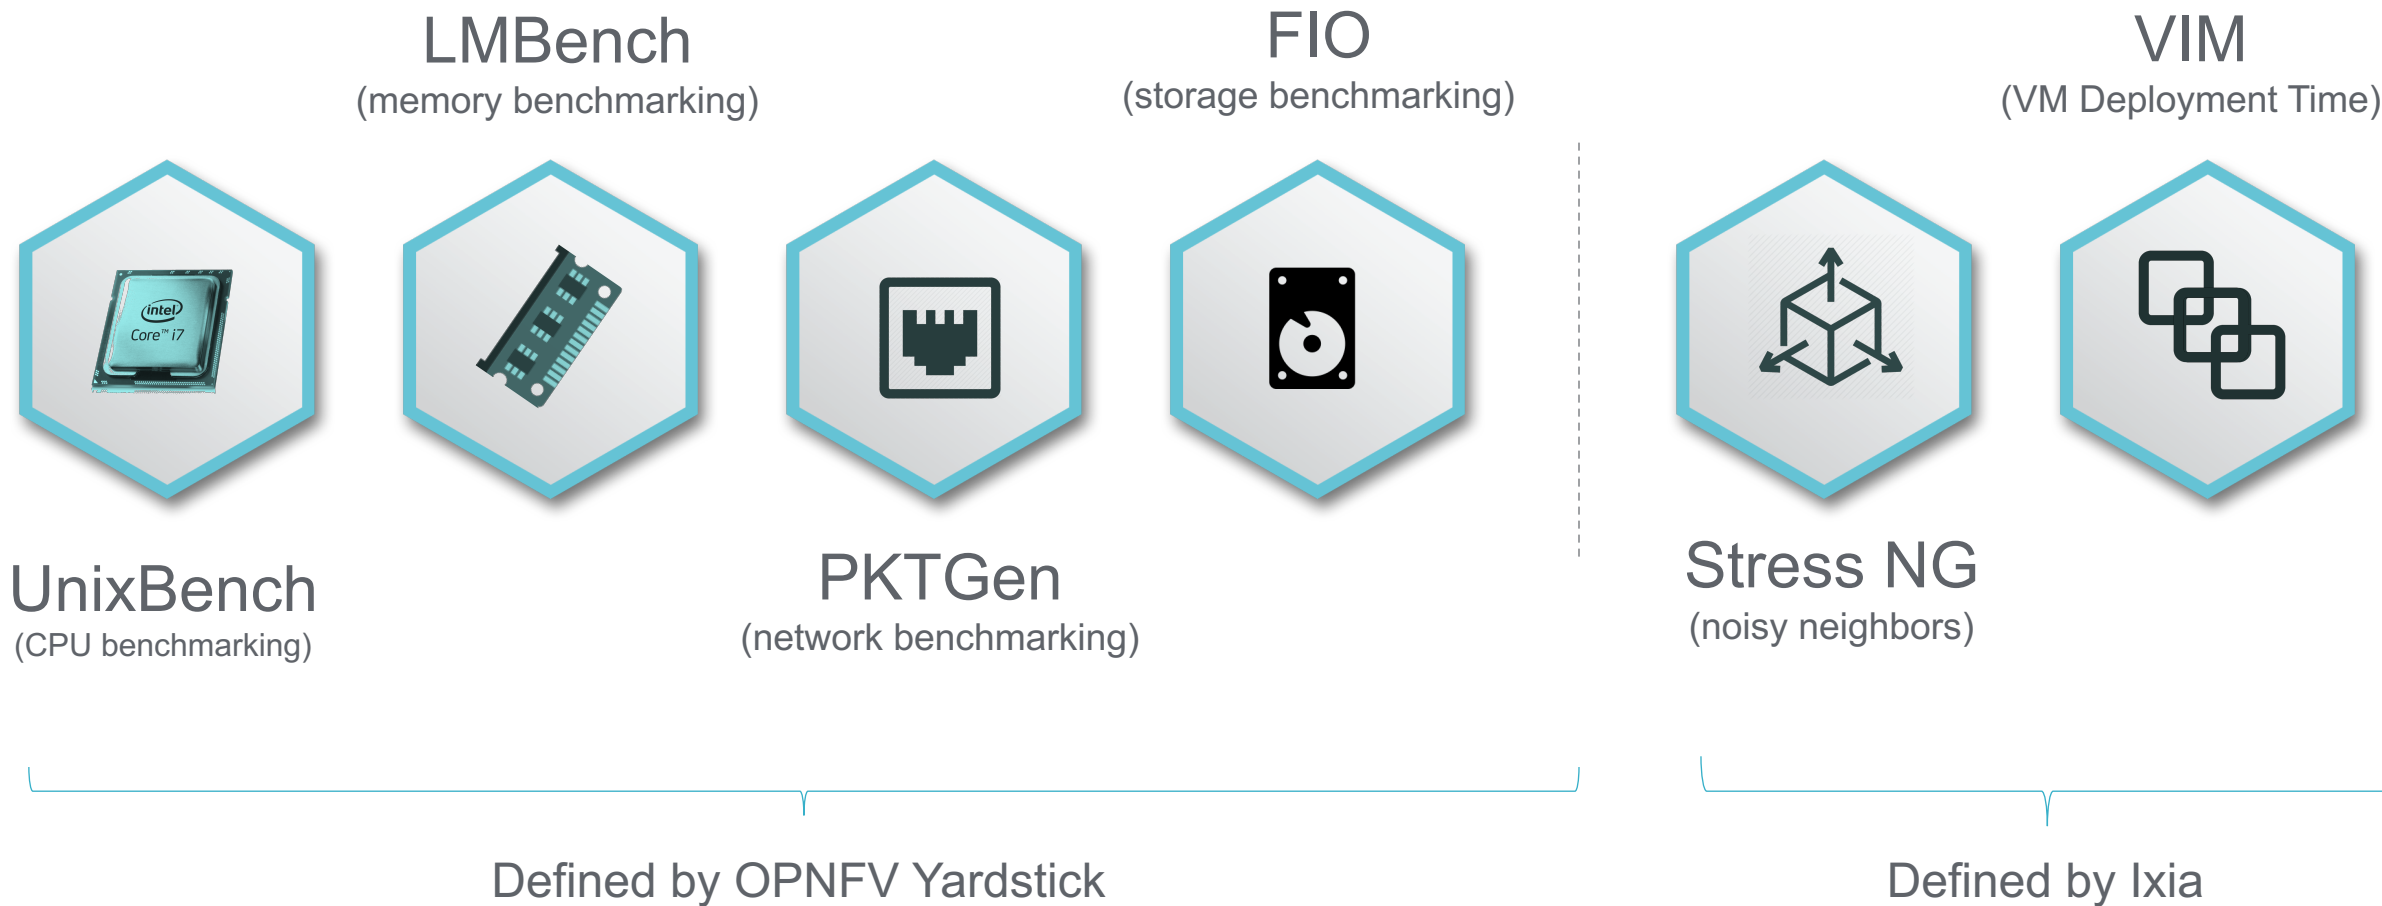 LMBench
(memory benchmarking)
FIO
(storage benchmarking)
VIM
(VM Deployment Time)
intel
Core™ i7
UnixBench
(CPU benchmarking)
PKTGen
(network benchmarking)
Stress NG
(noisy neighbors)
Defined by OPNFV Yardstick
Defined by Ixia